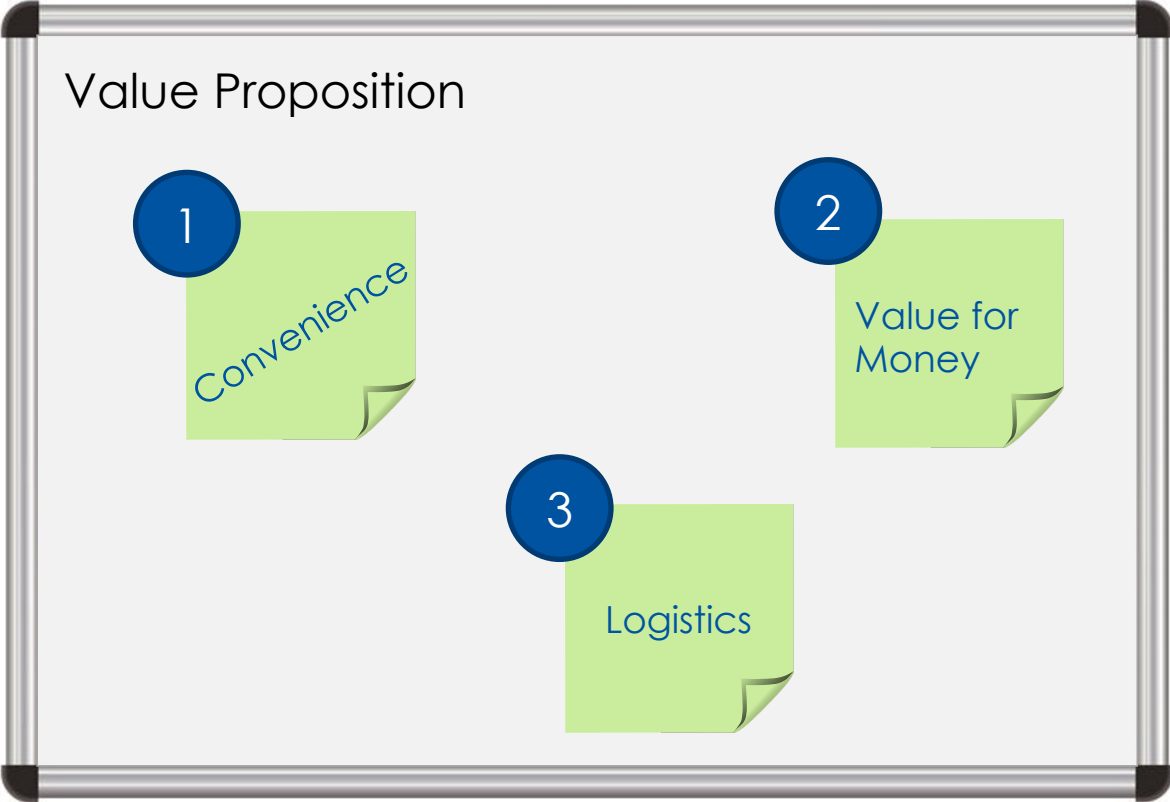 Value Proposition
1
Convenience
2
Value for
Money
3
Logistics